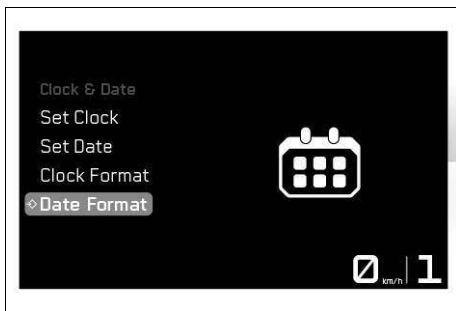 Clock & Date
Set Clock
Set Date
Clock Format
Date Format
0 km/h 1